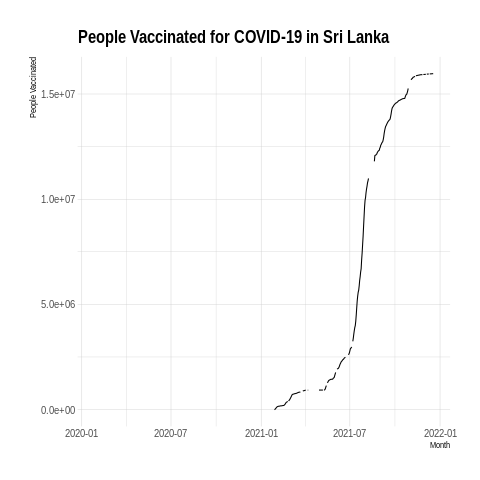 People Vaccinated for COVID-19 in Sri Lanka
People Vaccinated
1.5e+07
1.0e+07
5.0e+06
0.0e+00
2020-01 2020-07 2021-01 2021-07 2022-01
Month